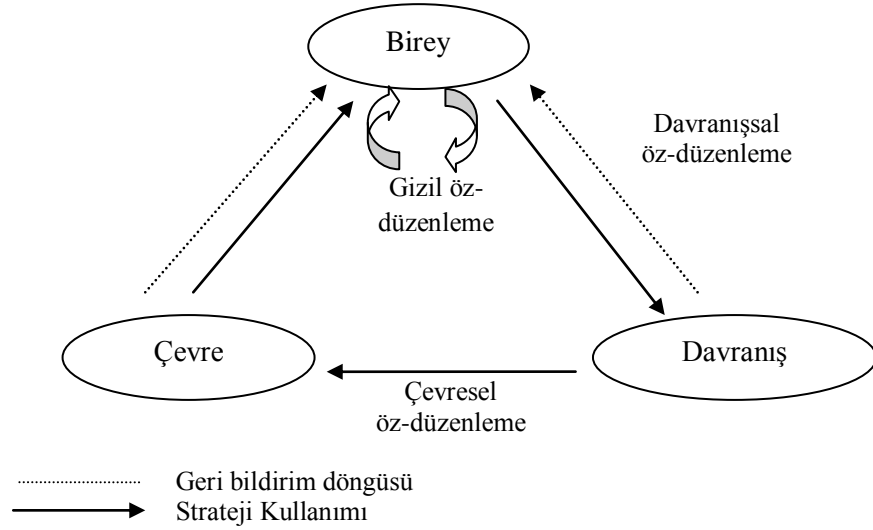 Birey
Davranışsal
öz-düzenleme
Gizil öz-
düzenleme
Çevre
Davranış
Çevresel
öz-düzenleme
Geri bildirim döngüsü
Strateji Kullanımı